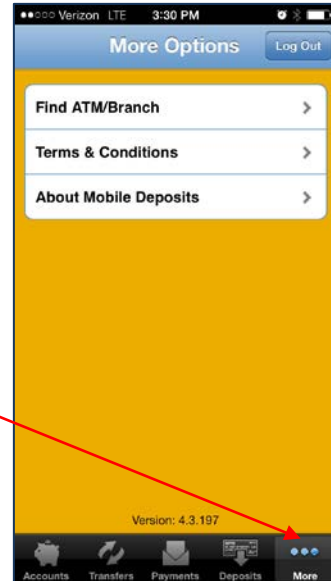 Verizon LTE 3:30 PM
More Options Log Out
Find ATM/Branch
Terms & Conditions
About Mobile Deposits
Version: 4.3.197
Accounts Transfers Payments Deposits More